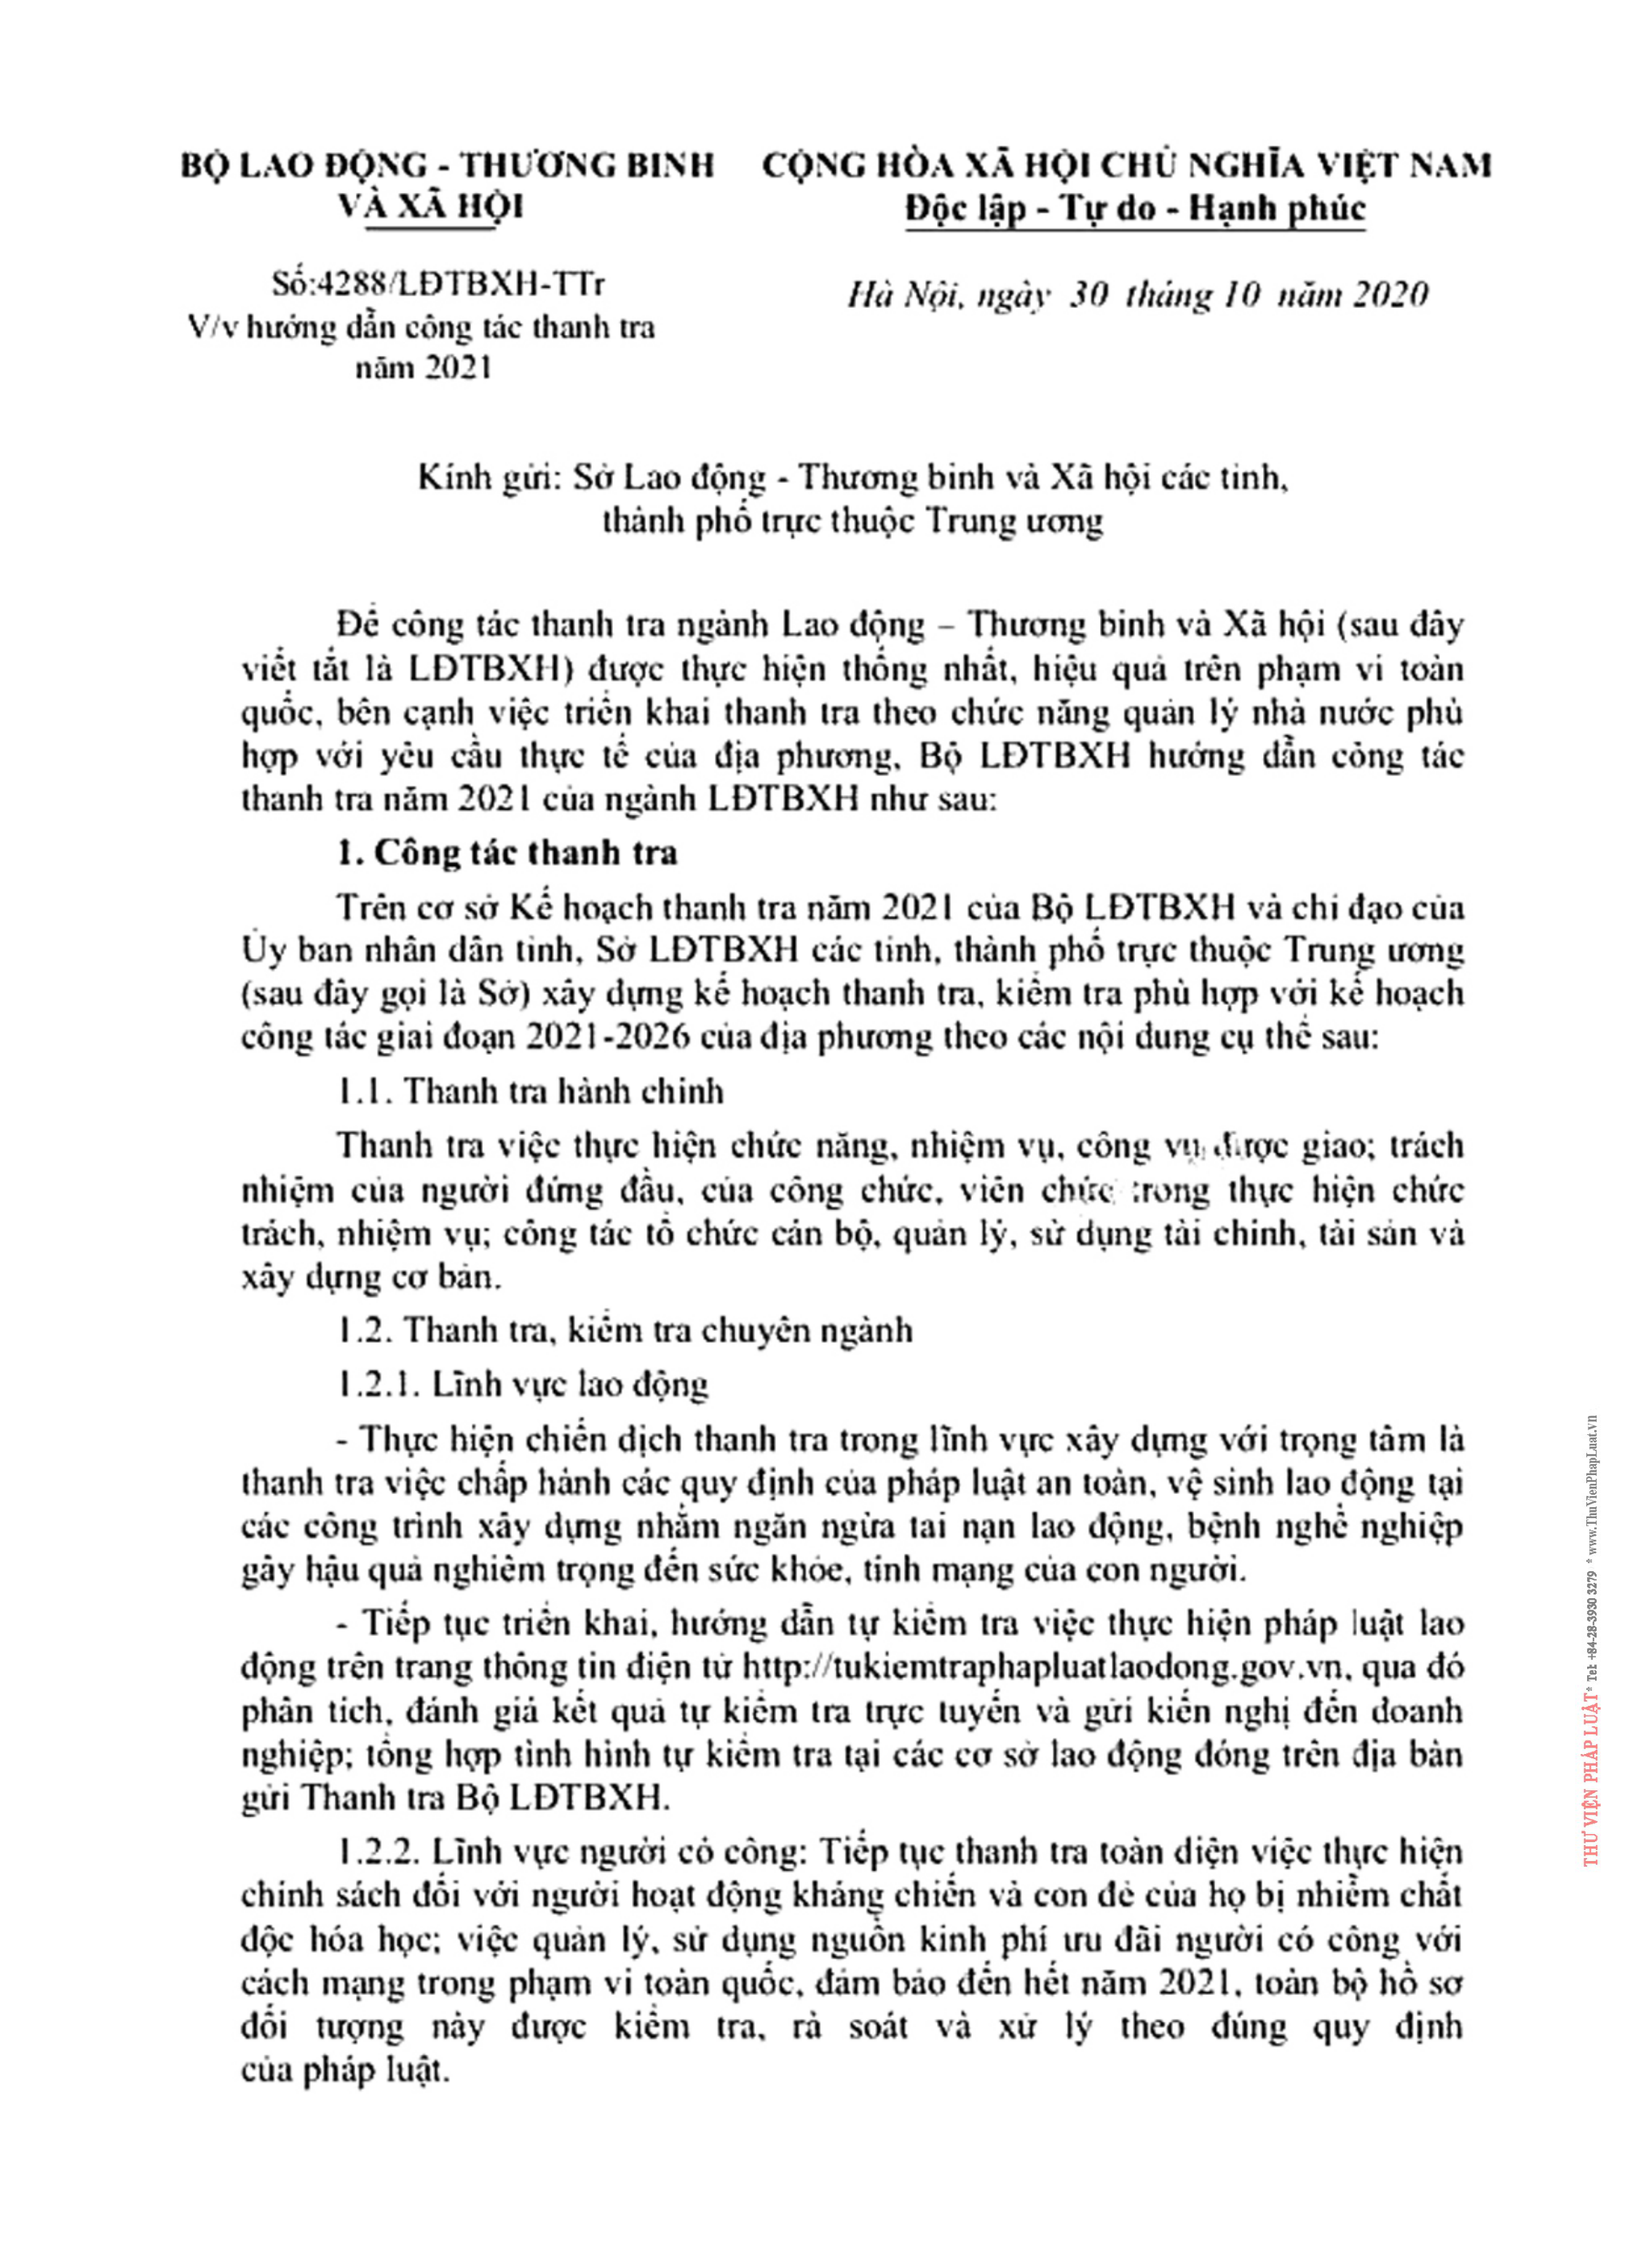 BỘ LAO ĐỘNG - THƯƠNG BINH
VÀ XÃ HỘI
CỘNG HÒA XÃ HỘI CHỦ NGHĨA VIỆT NAM
Độc lập - Tự do - Hạnh phúc
Số:4288/LĐTBXH-TTr
V/v hướng dẫn công tác thanh tra
năm 2021
Hà Nội, ngày 30 tháng 10 năm 2020
Kính gửi: Sở Lao động - Thương binh và Xã hội các tỉnh,
thành phố trực thuộc Trung ương
Để công tác thanh tra ngành Lao động – Thương binh và Xã hội (sau đây
viết tắt là LĐTBXH) được thực hiện thống nhất, hiệu quả trên phạm vi toàn
quốc, bên cạnh việc triển khai thanh tra theo chức năng quản lý nhà nước phù
hợp với yêu cầu thực tế của địa phương, Bộ LĐTBXH hướng dẫn công tác
thanh tra năm 2021 của ngành LĐTBXH như sau:
1. Công tác thanh tra
Trên cơ sở Kế hoạch thanh tra năm 2021 của Bộ LĐTBXH và chỉ đạo của
Ủy ban nhân dân tỉnh, Sở LĐTBXH các tỉnh, thành phố trực thuộc Trung ương
(sau đây gọi là Sở) xây dựng kế hoạch thanh tra, kiểm tra phù hợp với kế hoạch
công tác giai đoạn 2021-2026 của địa phương theo các nội dung cụ thể sau:
1.1. Thanh tra hành chính
Thanh tra việc thực hiện chức năng, nhiệm vụ, công vụ được giao; trách
nhiệm của người đứng đầu, của công chức, viên chức trong thực hiện chức
trách, nhiệm vụ; công tác tổ chức cán bộ, quản lý, sử dụng tài chính, tài sản và
xây dựng cơ bản.
1.2. Thanh tra, kiểm tra chuyên ngành
1.2.1. Lĩnh vực lao động
- Thực hiện chiến dịch thanh tra trong lĩnh vực xây dựng với trọng tâm là
thanh tra việc chấp hành các quy định của pháp luật an toàn, vệ sinh lao động tại
các công trình xây dựng nhằm ngăn ngừa tai nạn lao động, bệnh nghề nghiệp
gây hậu quả nghiêm trọng đến sức khỏe, tính mạng của con người.
- Tiếp tục triển khai, hướng dẫn tự kiểm tra việc thực hiện pháp luật lao
động trên trang thông tin điện tử http://tukiemtraphapluatlaodong.gov.vn, qua đó
phân tích, đánh giá kết quả tự kiểm tra trực tuyến và gửi kiến nghị đến doanh
nghiệp; tổng hợp tình hình tự kiểm tra tại các cơ sở lao động đóng trên địa bàn
gửi Thanh tra Bộ LĐTBXH.
1.2.2. Lĩnh vực người có công: Tiếp tục thanh tra toàn diện việc thực hiện
chính sách đối với người hoạt động kháng chiến và con đẻ của họ bị nhiễm chất
độc hóa học; việc quản lý, sử dụng nguồn kinh phí ưu đãi người có công với
cách mạng trong phạm vi toàn quốc, đảm bảo đến hết năm 2021, toàn bộ hồ sơ
đối tượng này được kiểm tra, rà soát và xử lý theo đúng quy định
của pháp luật.
THƯ VIỆN PHÁP LUẬT* Tel: +84-28-3930 3279 * www.ThuVienPhapLuat.vn